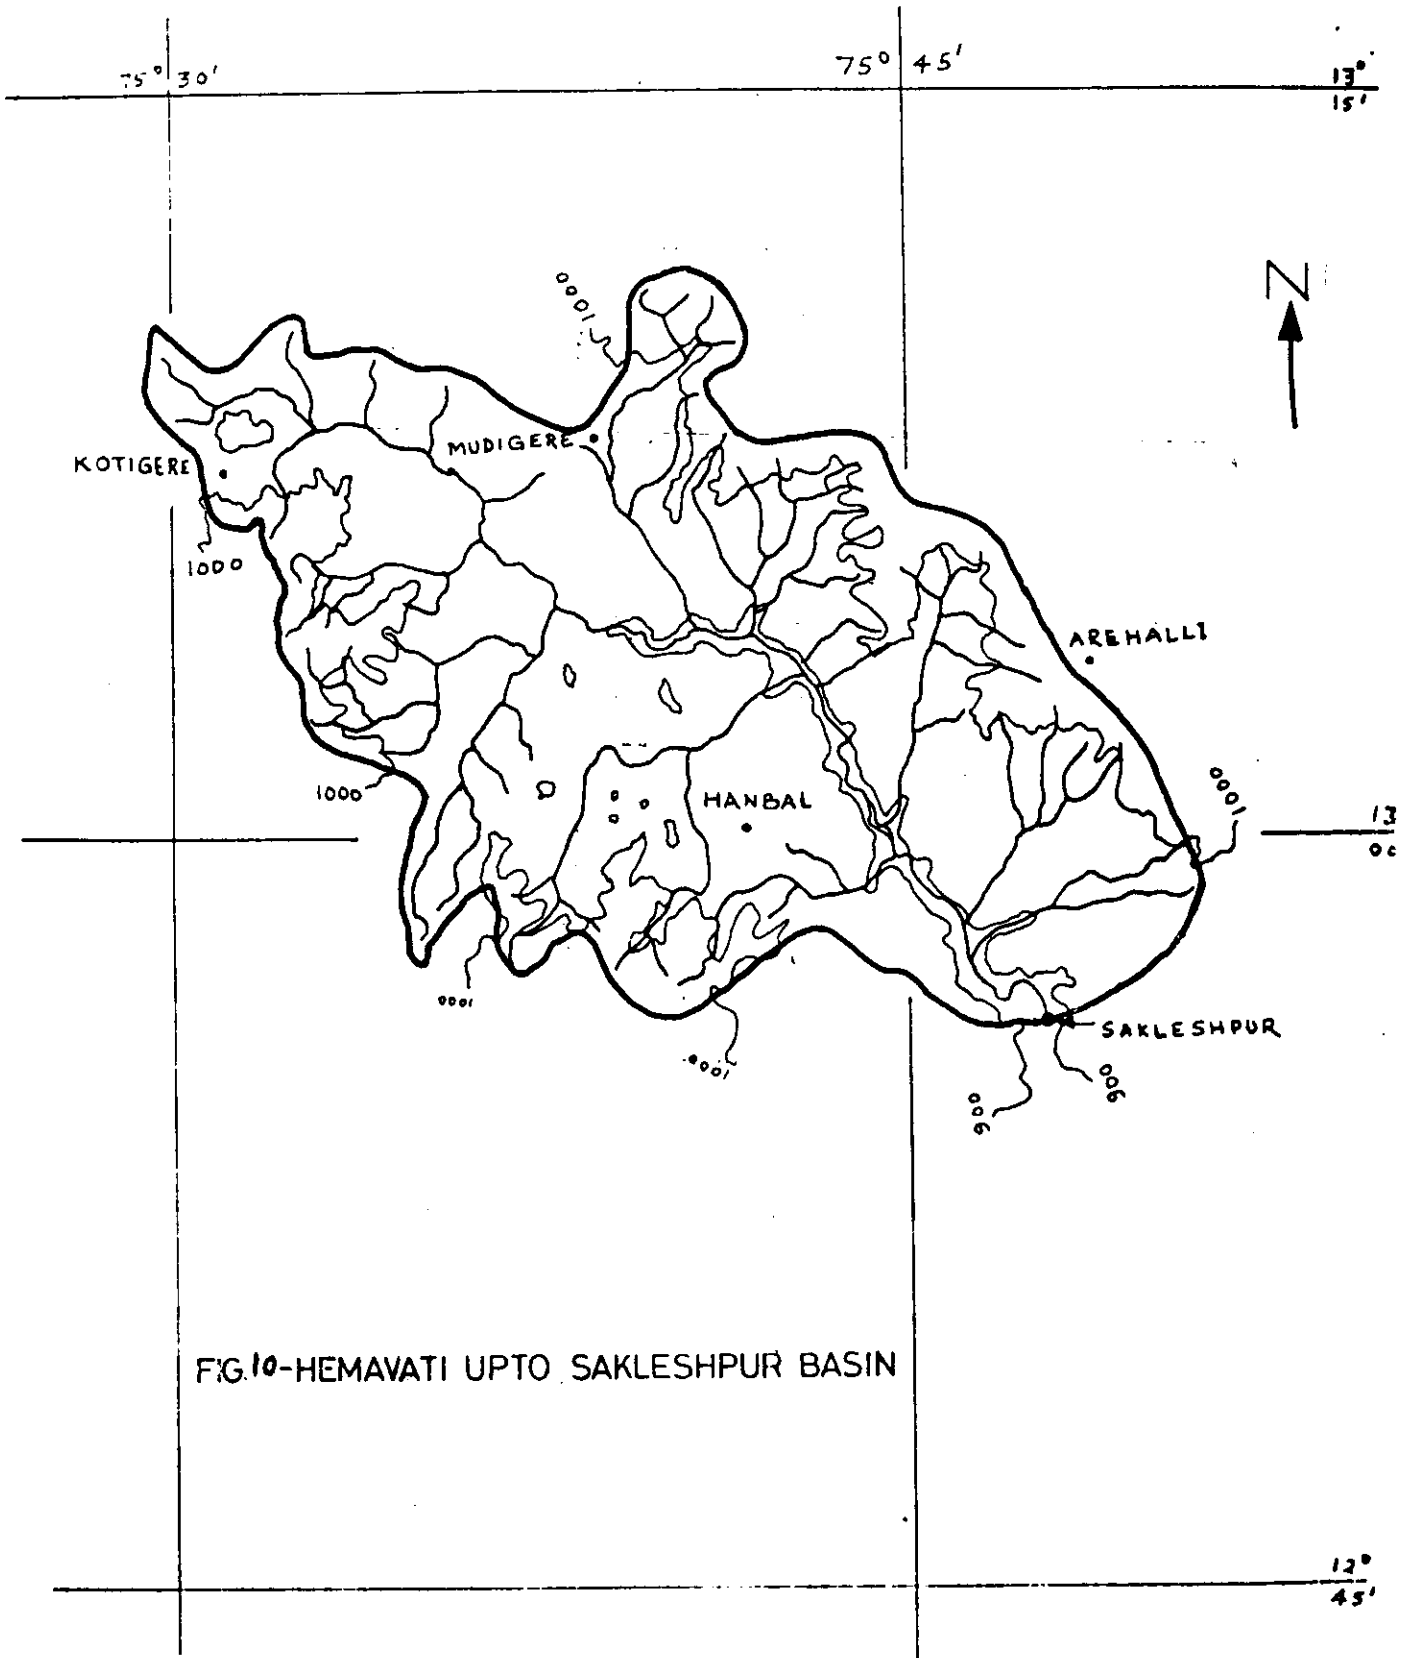 75° 30'
75° 45'
13°
15'
N
1000
MUDIGERE
KOTIGERE
1000
AREHALLI
1000
HANBAL
1000
13
00
1000
1000
SAKLESHPUR
900
900
FIG.10-HEMAVATI UPTO SAKLESHPUR BASIN
12°
45'